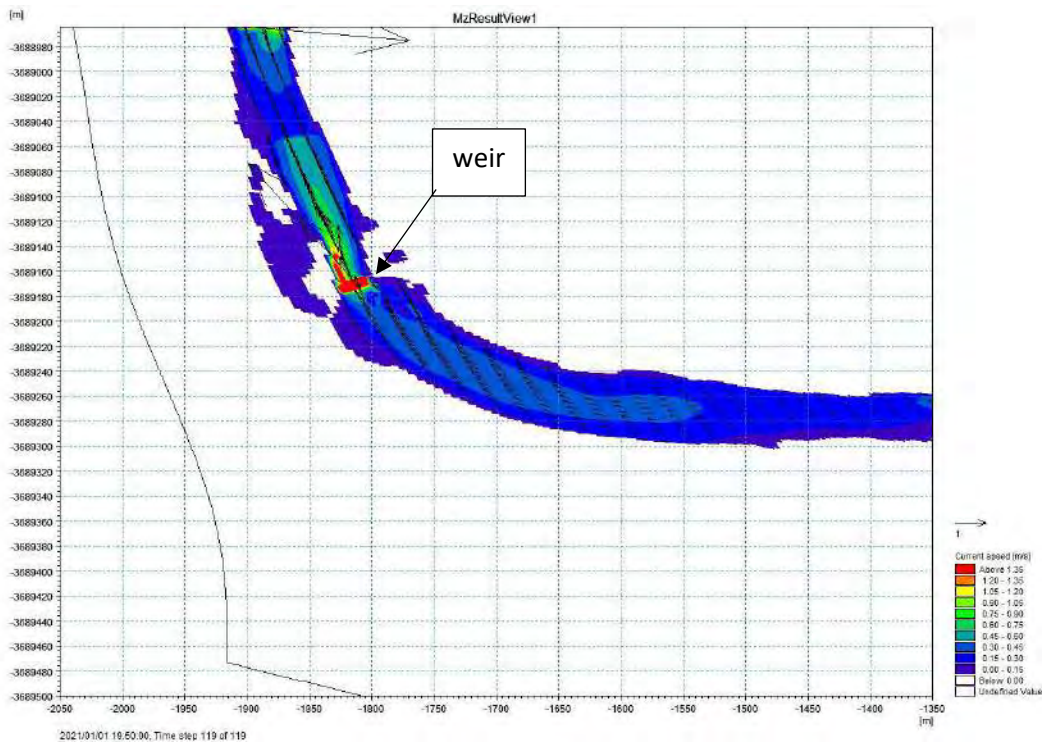 [m]
MzResultView1
-3688980
-3689000
-3689020
-3689040
-3689060
-3689080
-3689100
-3689120
-3689140
-3689160
-3689180
-3689200
-3689220
-3689240
-3689260
-3689280
-3689300
-3689320
-3689340
-3689360
-3689380
-3689400
-3689420
-3689440
-3689460
-3689480
-3689500
weir
-2050 -2000 -1950 -1900 -1850 -1800 -1750 -1700 -1650 -1600 -1550 -1500 -1450 -1400 -1350
[m]
1
Current speed (m/s)
Above 1.35
1.20 - 1.35
1.05 - 1.20
0.90 - 1.05
0.75 - 0.90
0.60 - 0.75
0.45 - 0.60
0.30 - 0.45
0.15 - 0.30
0.00 - 0.15
Below 0.00
Undefined Value
2021/01/01 19:50:00, Time step 119 of 119